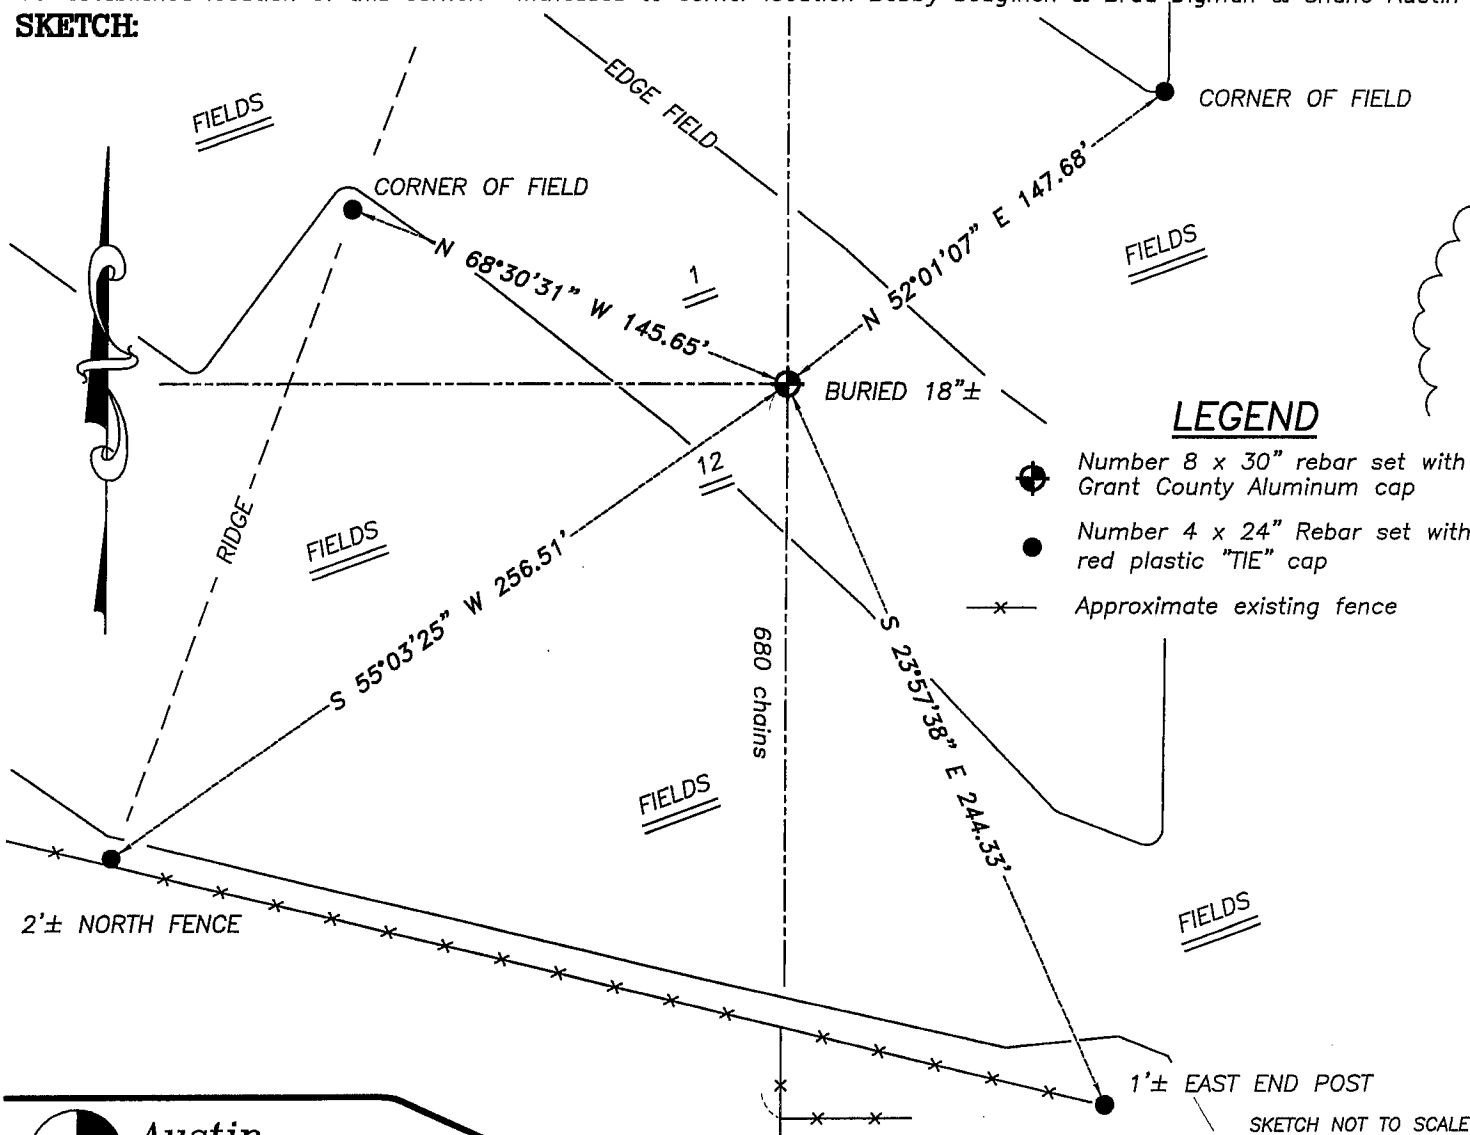 SKETCH:
FIELDS
EDGE FIELD
CORNER OF FIELD
CORNER OF FIELD
N 52°01'07" E 147.68'
N 68°30'31" W 145.65'
1
FIELDS
BURIED 18"±
LEGEND
Number 8 x 30" rebar set with
Grant County Aluminum cap
Number 4 x 24" Rebar set with
red plastic "TIE" cap
Approximate existing fence
12
RIDGE
FIELDS
S 55°03'25" W 256.51'
680 chains
S 23°57'38" E 244.33'
FIELDS
FIELDS
2'± NORTH FENCE
1'± EAST END POST
SKETCH NOT TO SCALE
Austin